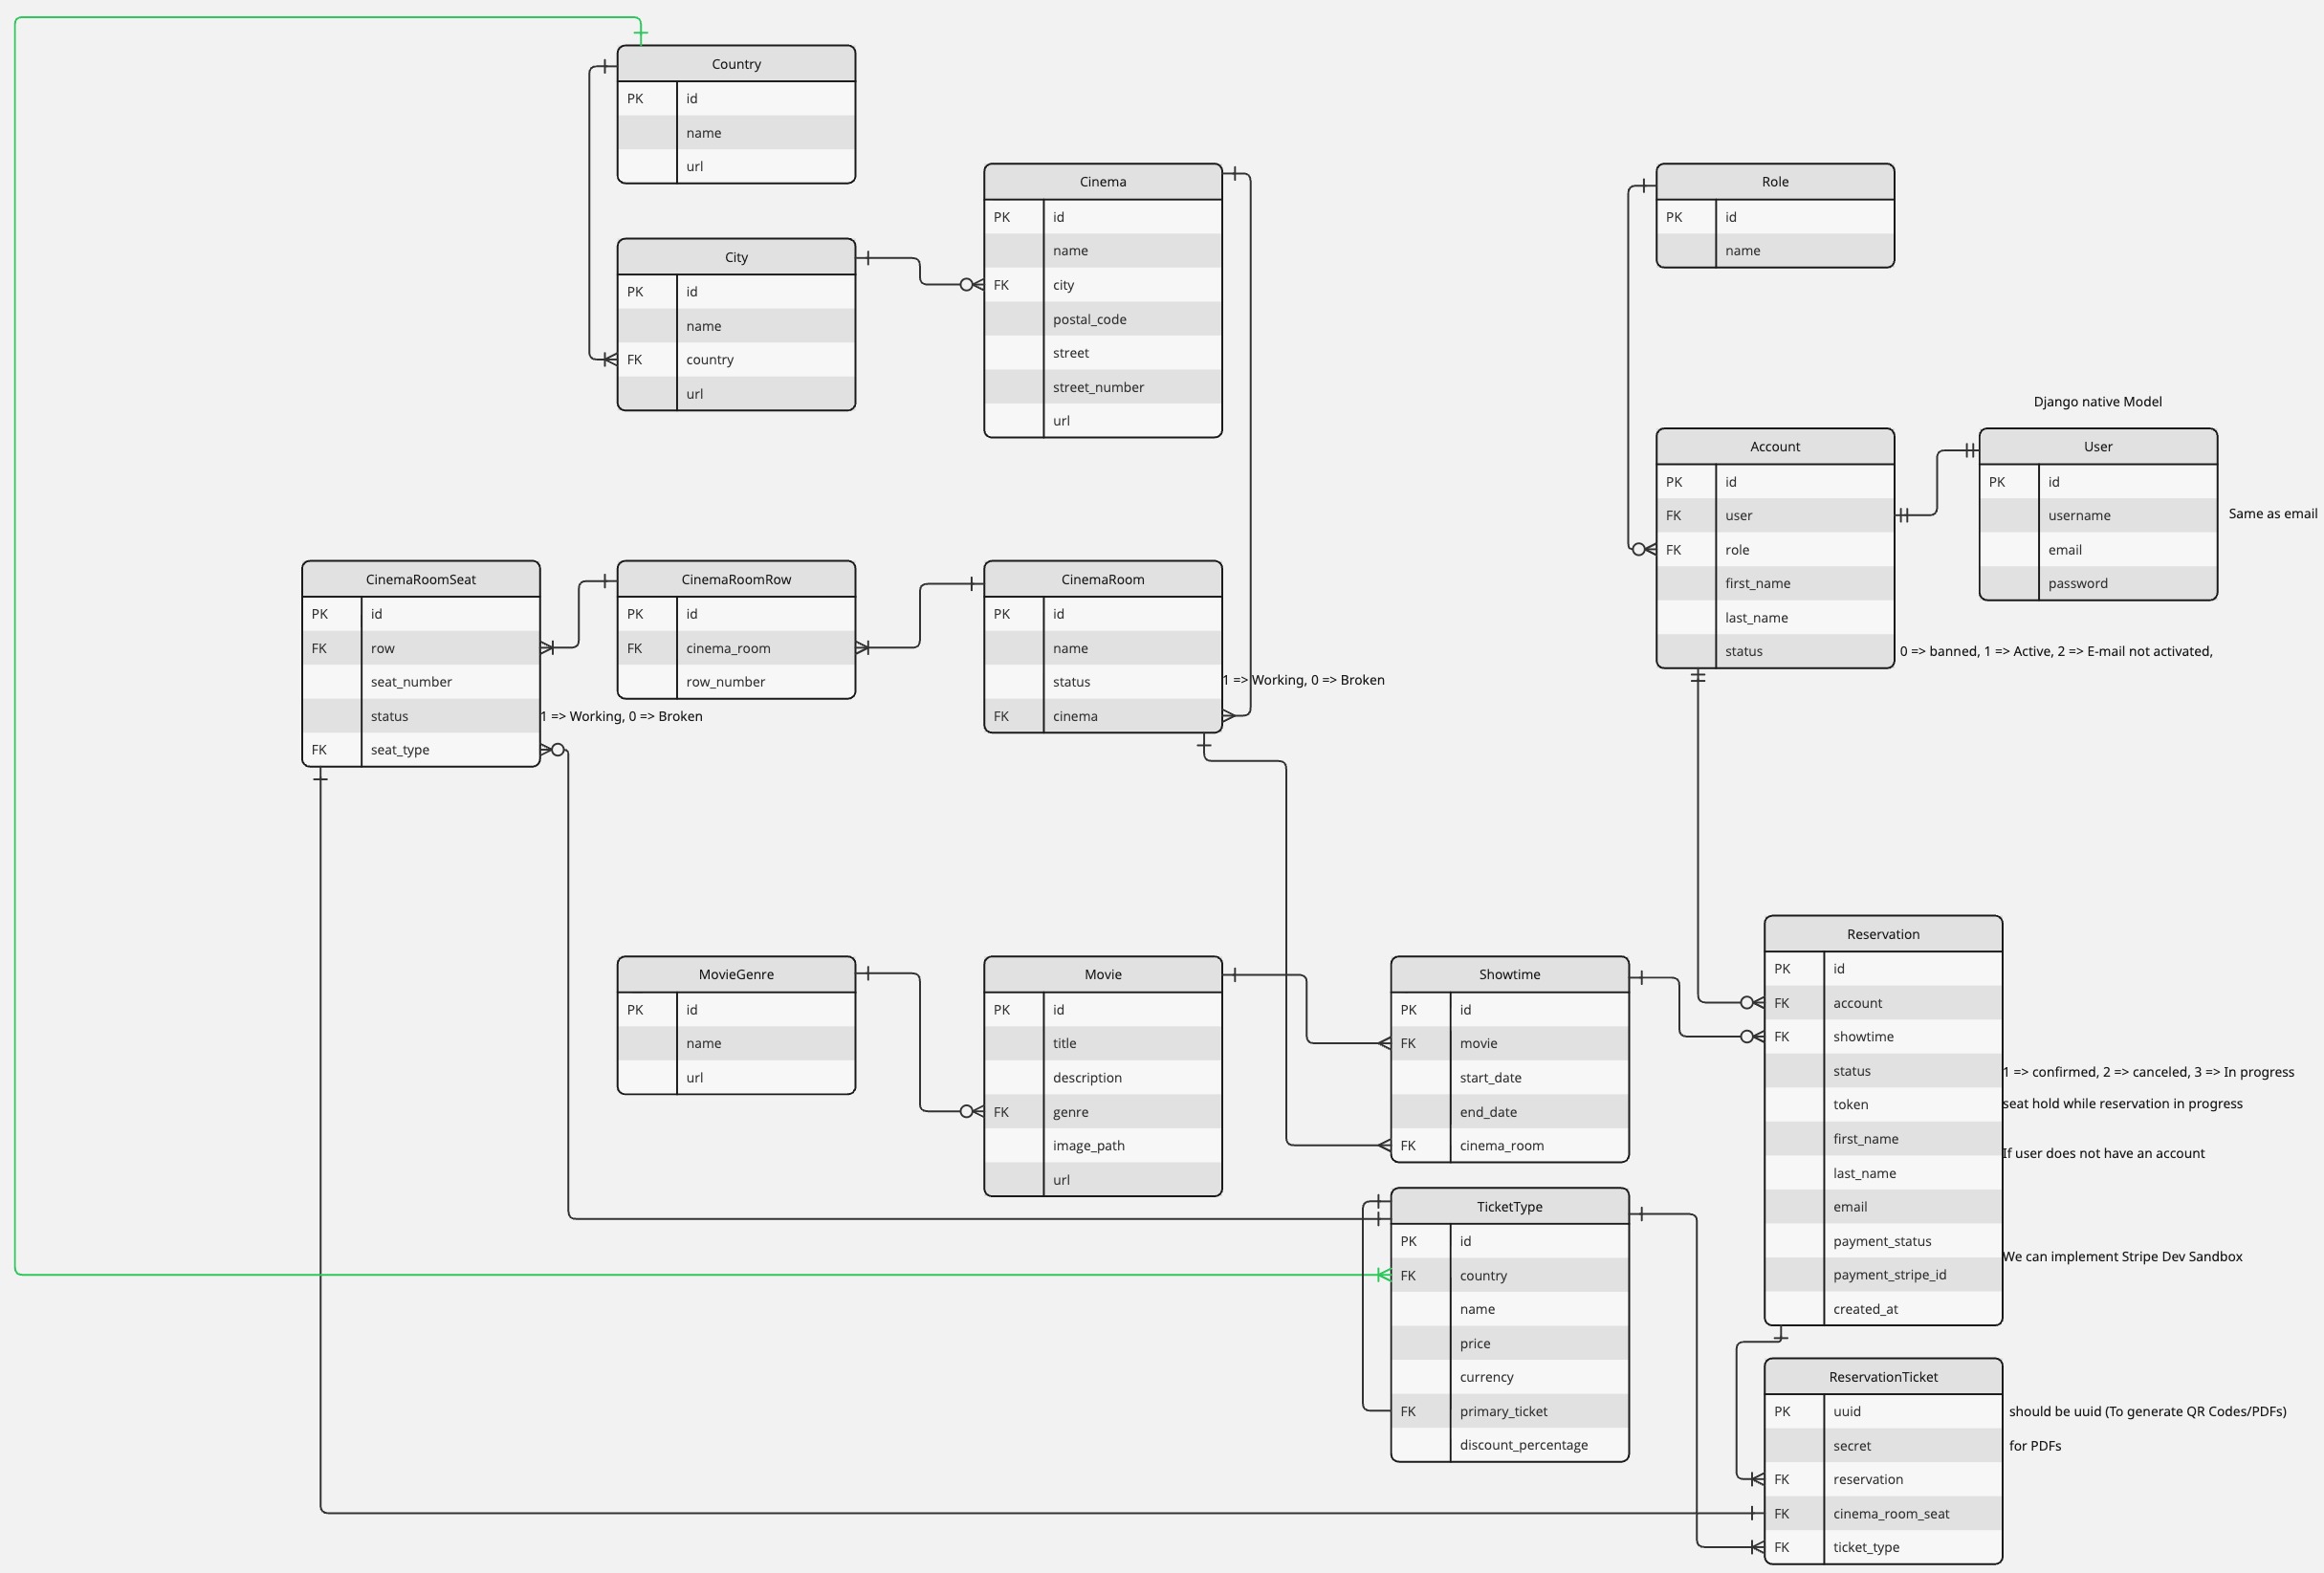 Country
PK id
name
url
City
PK id
name
FK country
url
Cinema
PK id
name
FK city
postal_code
street
street_number
url
Role
PK id
name
Django native Model
Account
PK id
FK user
FK role
first_name
last_name
status
0 => banned, 1 => Active, 2 => E-mail not activated,
User
PK id
username
email
password
Same as email
CinemaRoomSeat
PK id
FK row
seat_number
status
FK seat_type
1 => Working, 0 => Broken
CinemaRoomRow
PK id
FK cinema_room
row_number
CinemaRoom
PK id
name
status
FK cinema
1 => Working, 0 => Broken
MovieGenre
PK id
name
url
Movie
PK id
title
description
FK genre
image_path
url
Showtime
PK id
FK movie
start_date
end_date
FK cinema_room
TicketType
PK id
FK country
name
price
currency
FK primary_ticket
discount_percentage
Reservation
PK id
FK account
FK showtime
status
1 => confirmed, 2 => canceled, 3 => In progress
token
seat hold while reservation in progress
first_name
If user does not have an account
last_name
email
payment_status
We can implement Stripe Dev Sandbox
payment_stripe_id
created_at
ReservationTicket
PK uuid
should be uuid (To generate QR Codes/PDFs)
secret
for PDFs
FK reservation
FK cinema_room_seat
FK ticket_type